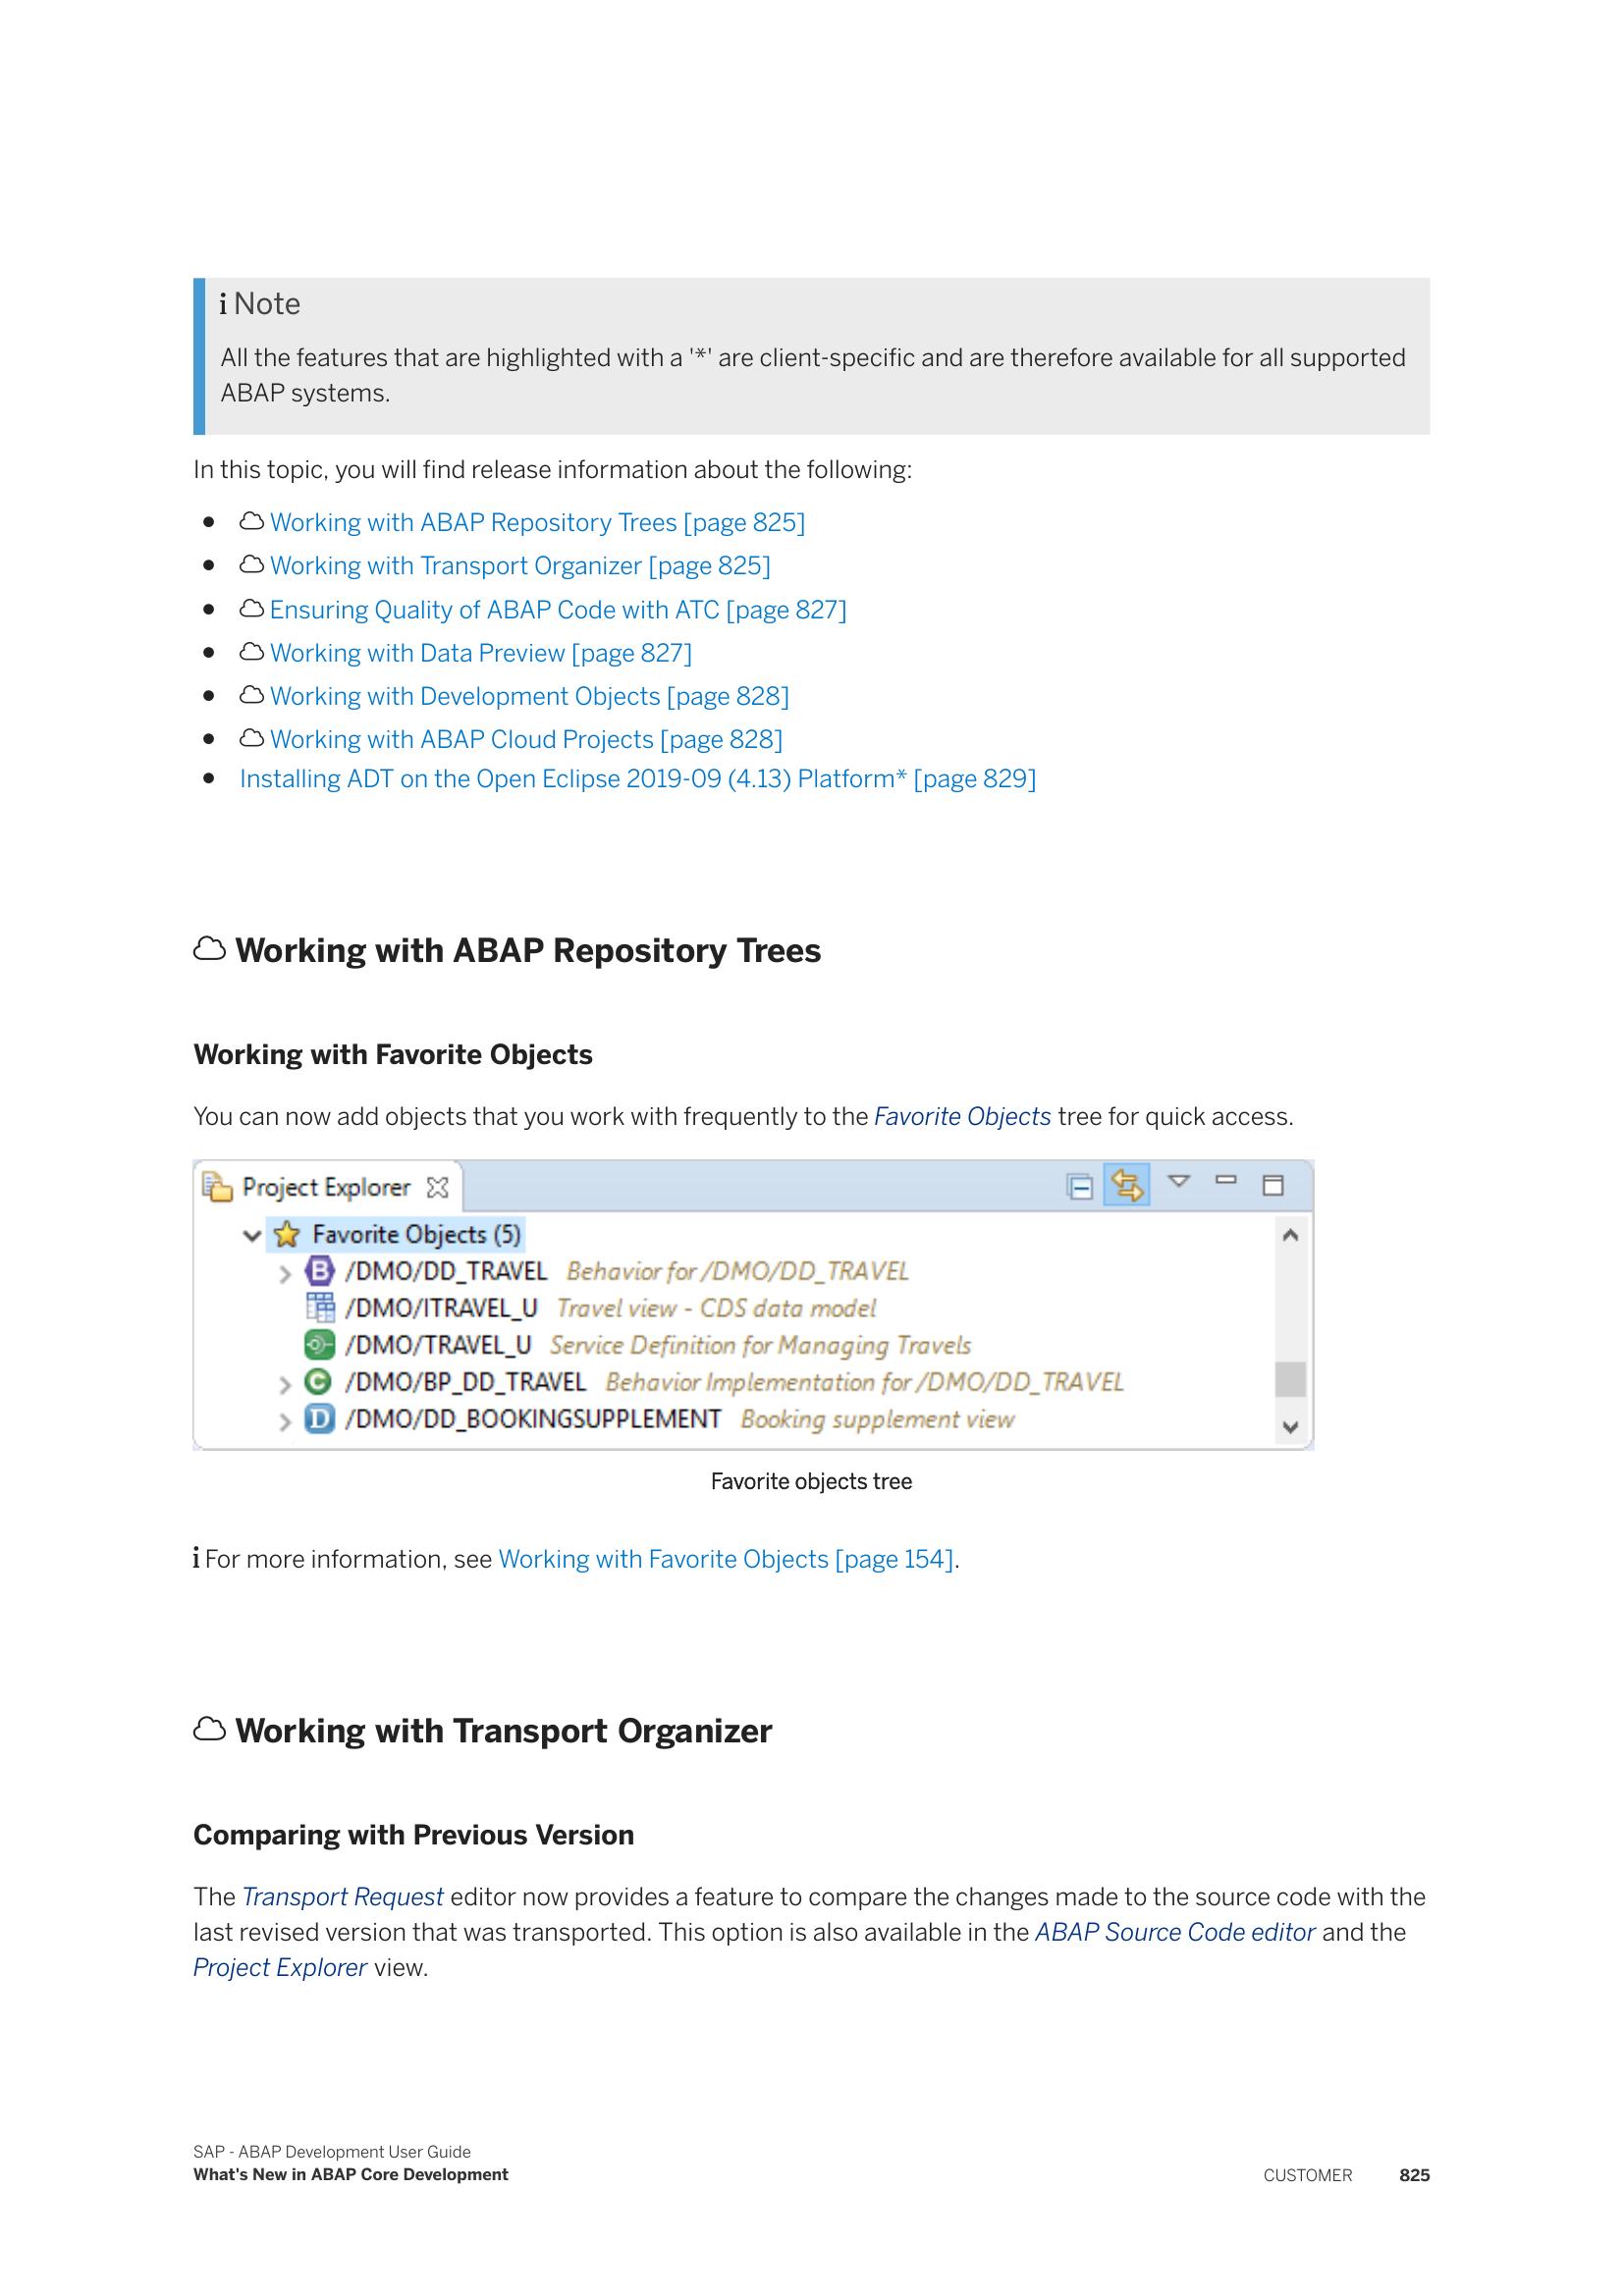 i Note
All the features that are highlighted with a '*' are client-specific and are therefore available for all supported
ABAP systems.
In this topic, you will find release information about the following:
• Working with ABAP Repository Trees [page 825]
• Working with Transport Organizer [page 825]
• Ensuring Quality of ABAP Code with ATC [page 827]
• Working with Data Preview [page 827]
• Working with Development Objects [page 828]
• Working with ABAP Cloud Projects [page 828]
• Installing ADT on the Open Eclipse 2019-09 (4.13) Platform* [page 829]
Working with ABAP Repository Trees
Working with Favorite Objects
You can now add objects that you work with frequently to the Favorite Objects tree for quick access.
Project Explorer
Favorite Objects (5)
B /DMO/DD_TRAVEL Behavior for /DMO/DD_TRAVEL
/DMO/ITRAVEL_U Travel view - CDS data model
/DMO/TRAVEL_U Service Definition for Managing Travels
C /DMO/BP_DD_TRAVEL Behavior Implementation for /DMO/DD_TRAVEL
D /DMO/DD_BOOKINGSUPPLEMENT Booking supplement view
Favorite objects tree
i For more information, see Working with Favorite Objects [page 154].
Working with Transport Organizer
Comparing with Previous Version
The Transport Request editor now provides a feature to compare the changes made to the source code with the
last revised version that was transported. This option is also available in the ABAP Source Code editor and the
Project Explorer view.
SAP - ABAP Development User Guide
What's New in ABAP Core Development
CUSTOMER 825